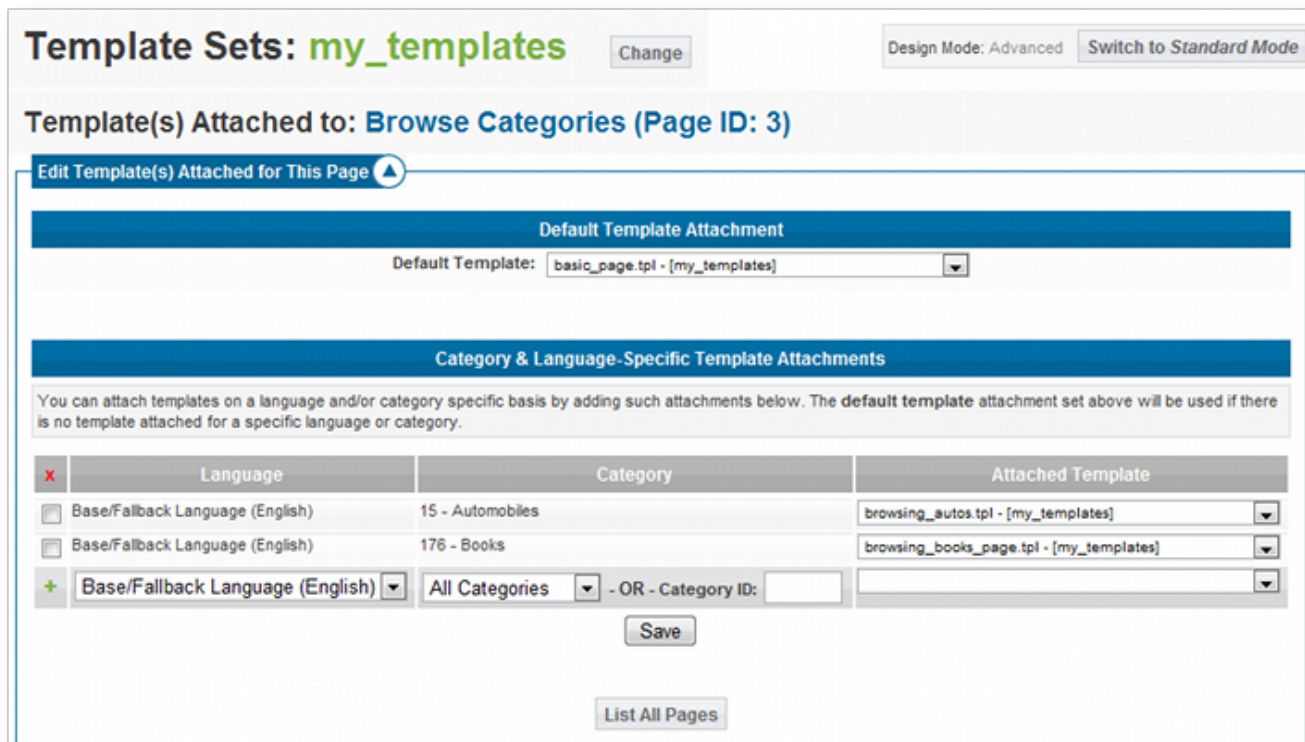 Template Sets: my_templates Change Design Mode: Advanced Switch to Standard Mode
Template(s) Attached to: Browse Categories (Page ID: 3)
Edit Template(s) Attached for This Page
Default Template Attachment
Default Template: basic_page.tpl - [my_templates]
Category & Language-Specific Template Attachments
You can attach templates on a language and/or category specific basis by adding such attachments below. The default template attachment set above will be used if there
is no template attached for a specific language or category.
x Language Category Attached Template
Base/Fallback Language (English) 15 - Automobiles browsing_autos.tpl - [my_templates]
Base/Fallback Language (English) 176 - Books browsing_books_page.tpl - [my_templates]
+ Base/Fallback Language (English) All Categories - OR - Category ID:
Save
List All Pages